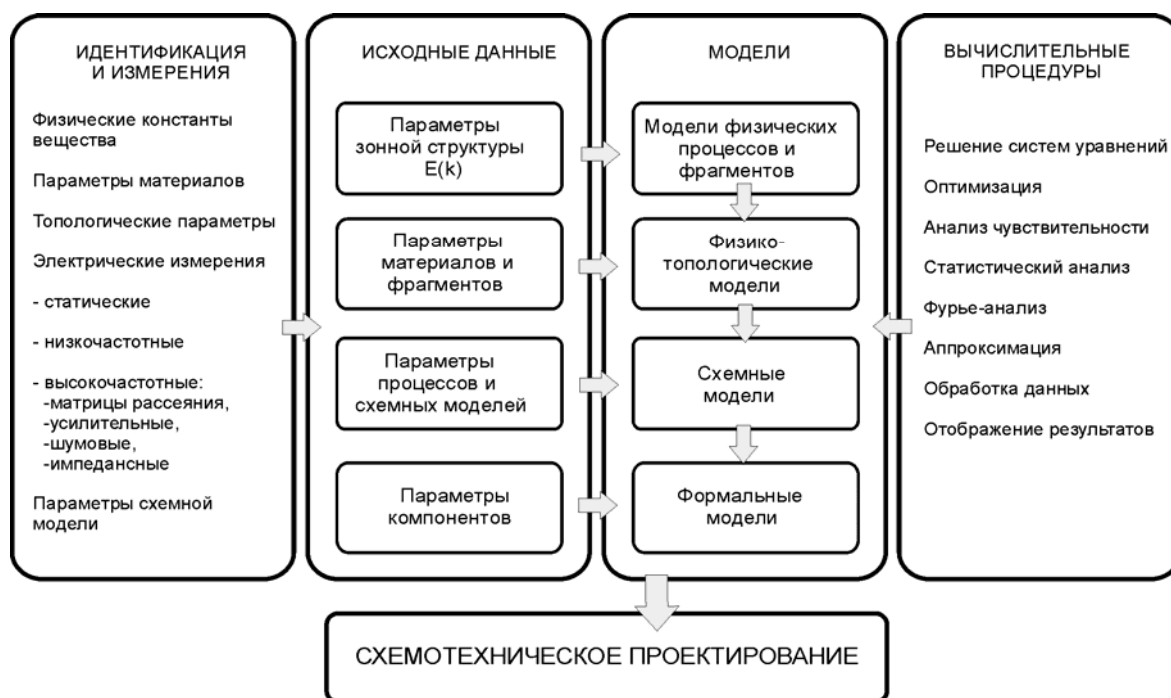 ИДЕНТИФИКАЦИЯ
И ИЗМЕРЕНИЯ
Физические константы
вещества
Параметры материалов
Топологические параметры
Электрические измерения
- статические
- низкочастотные
- высокочастотные:
-матрицы рассеяния,
-усилительные,
-шумовые,
-импедансные
Параметры схемной
модели
ИСХОДНЫЕ ДАННЫЕ
Параметры
зонной структуры
E(k)
Параметры
материалов и
фрагментов
Параметры
процессов и
схемных моделей
Параметры
компонентов
МОДЕЛИ
Модели физических
процессов и
фрагментов
Физико-
топологические
модели
Схемные
модели
Формальные
модели
ВЫЧИСЛИТЕЛЬНЫЕ
ПРОЦЕДУРЫ
Решение систем уравнений
Оптимизация
Анализ чувствительности
Статистический анализ
Фурье-анализ
Аппроксимация
Обработка данных
Отображение результатов
СХЕМОТЕХНИЧЕСКОЕ ПРОЕКТИРОВАНИЕ